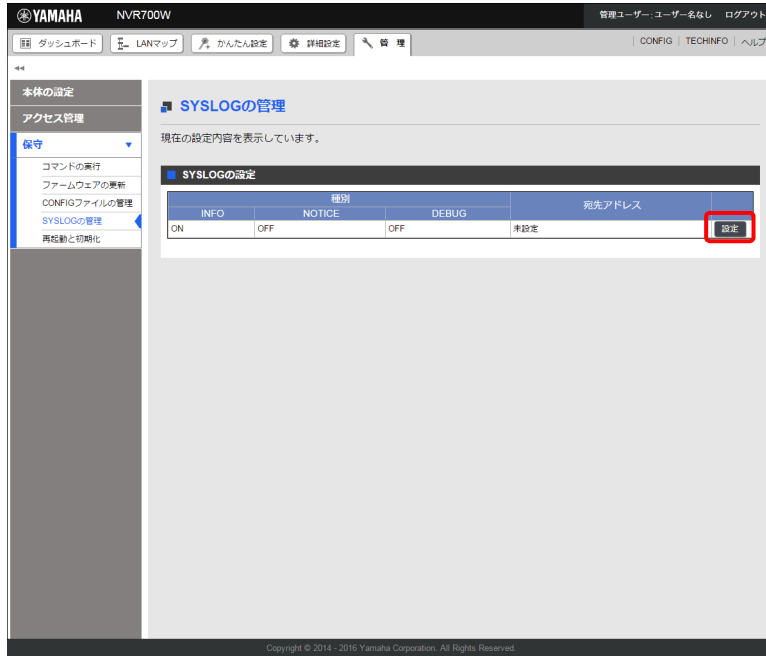 YAMAHA NVR700W 管理ユーザー:ユーザー名なし ログアウト
ダッシュボード LANマップ かんたん設定 詳細設定 管 理 CONFIG TECHINFO ヘルプ
本体の設定
アクセス管理
保守
コマンドの実行
ファームウェアの更新
CONFIGファイルの管理
SYSLOGの管理
再起動と初期化
SYSLOGの管理
現在の設定内容を表示しています。
SYSLOGの設定
種別 宛先アドレス
INFO NOTICE DEBUG
ON OFF OFF 未設定 設定
Copyright © 2014 - 2016 Yamaha Corporation. All Rights Reserved.